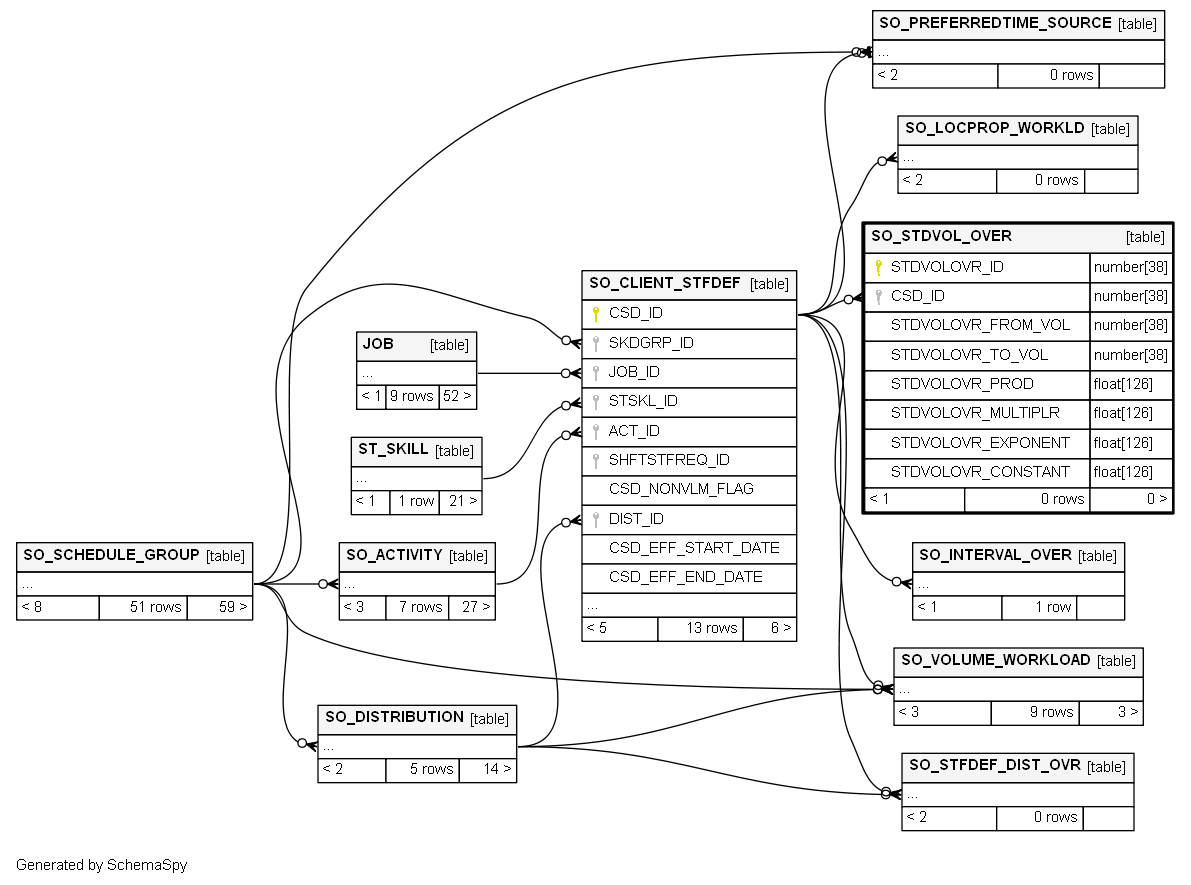 SO_PREFERREDTIME_SOURCE [table]
...
< 2 0 rows
SO_LOCPROP_WORKLD [table]
...
< 2 0 rows
SO_STDVOL_OVER [table]
STDVOLOVR_ID number[38]
CSD_ID number[38]
STDVOLOVR_FROM_VOL number[38]
STDVOLOVR_TO_VOL number[38]
STDVOLOVR_PROD float[126]
STDVOLOVR_MULTIPLR float[126]
STDVOLOVR_EXPONENT float[126]
STDVOLOVR_CONSTANT float[126]
< 1 0 rows 0 >
SO_CLIENT_STFDEF [table]
CSD_ID
SKDGRP_ID
JOB_ID
STSKL_ID
ACT_ID
SHFTSTFREQ_ID
CSD_NONVLM_FLAG
DIST_ID
CSD_EFF_START_DATE
CSD_EFF_END_DATE
...
< 5 13 rows 6 >
JOB [table]
...
< 1 9 rows 52 >
ST_SKILL [table]
...
< 1 1 row 21 >
SO_SCHEDULE_GROUP [table]
...
< 8 51 rows 59 >
SO_ACTIVITY [table]
...
< 3 7 rows 27 >
SO_INTERVAL_OVER [table]
...
< 1 1 row
SO_VOLUME_WORKLOAD [table]
...
< 3 9 rows 3 >
SO_DISTRIBUTION [table]
...
< 2 5 rows 14 >
SO_STFDEF_DIST_OVR [table]
...
< 2 0 rows
Generated by SchemaSpy